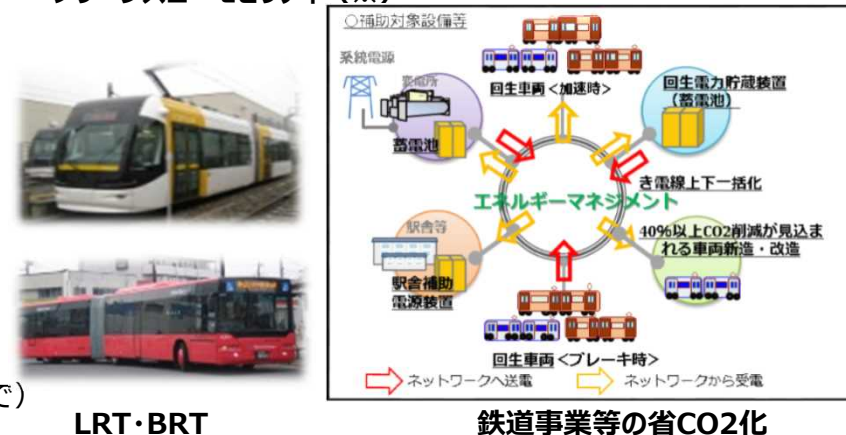 ○補助対象設備等
系統電源
変電所
回生車両<加速時>
回生電力貯蔵装置
（蓄電池）
蓄電池
き電線上下一括化
エネルギーマネジメント
駅舎等
40%以上CO2削減が見込ま
れる車両新造・改造
駅舎補助
電源装置
回生車両<ブレーキ時>
ネットワークへ送電
ネットワークから受電
で）
LRT・BRT
鉄道事業等の省CO2化